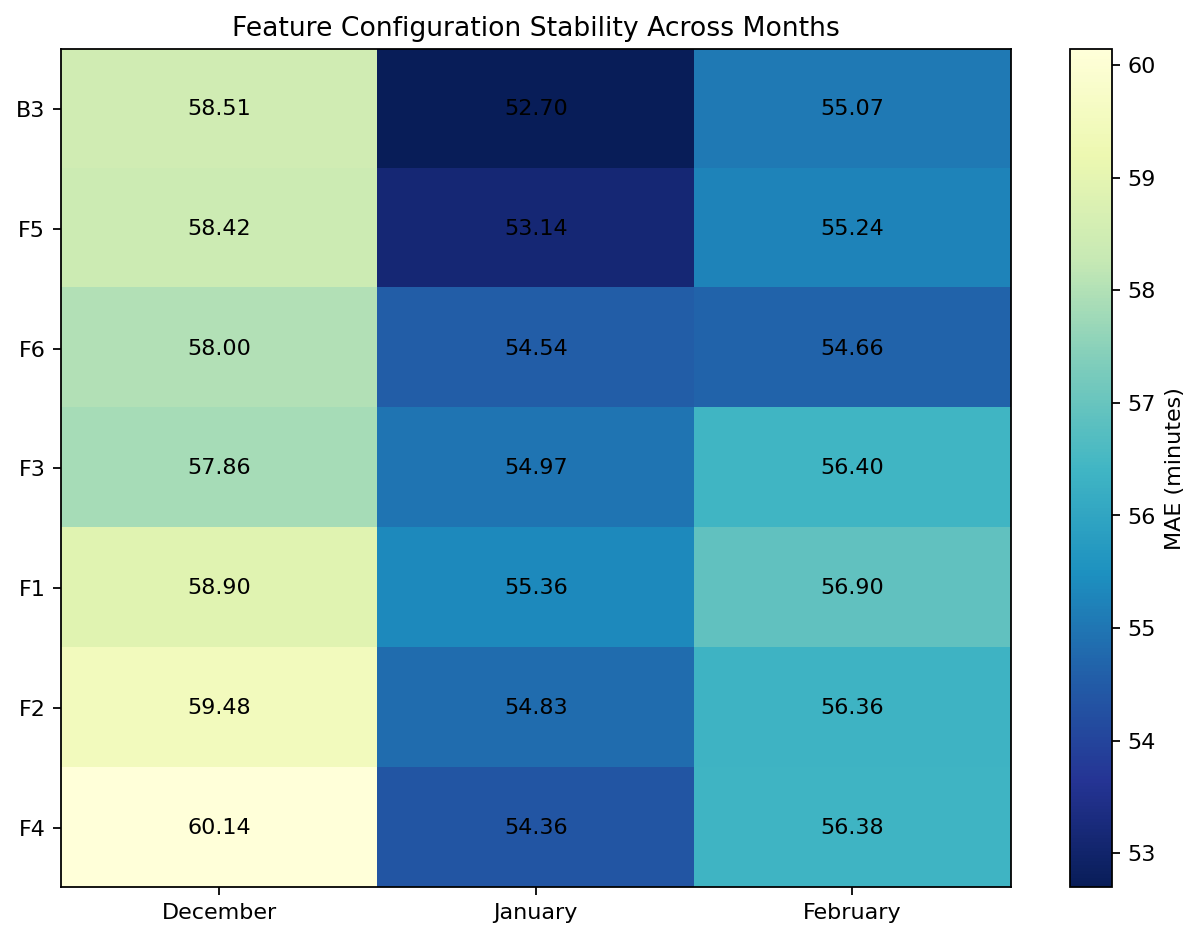 Feature Configuration Stability Across Months
B3 58.51 52.70 55.07
F5 58.42 53.14 55.24
F6 58.00 54.54 54.66
F3 57.86 54.97 56.40
F1 58.90 55.36 56.90
F2 59.48 54.83 56.36
F4 60.14 54.36 56.38
December January February
60
59
58
57
56
55
54
53
MAE (minutes)